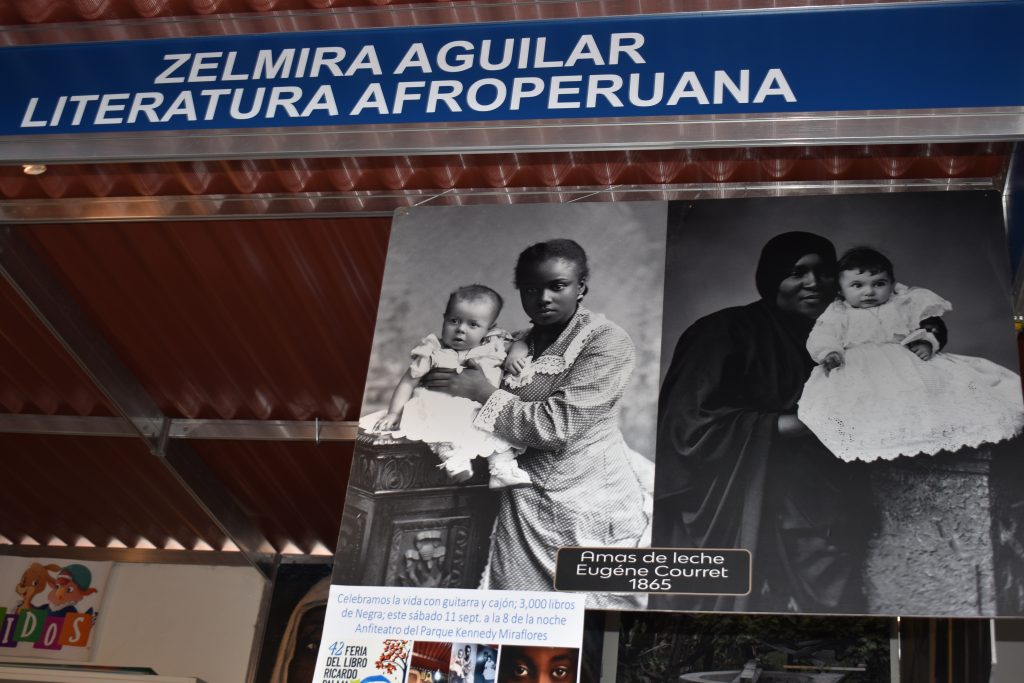 ZELMIRA AGUILAR
LITERATURA AFROPERUANA
Amas de leche
Eugéne Courret
1865
Celebramos la vida con guitarra y cajón; 3,000 libros
de Negra; este sábado 11 sept. a la 8 de la noche
Anfiteatro del Parque Kennedy Miraflores
42 FERIA
DEL LIBRO
RICARDO
IDOS